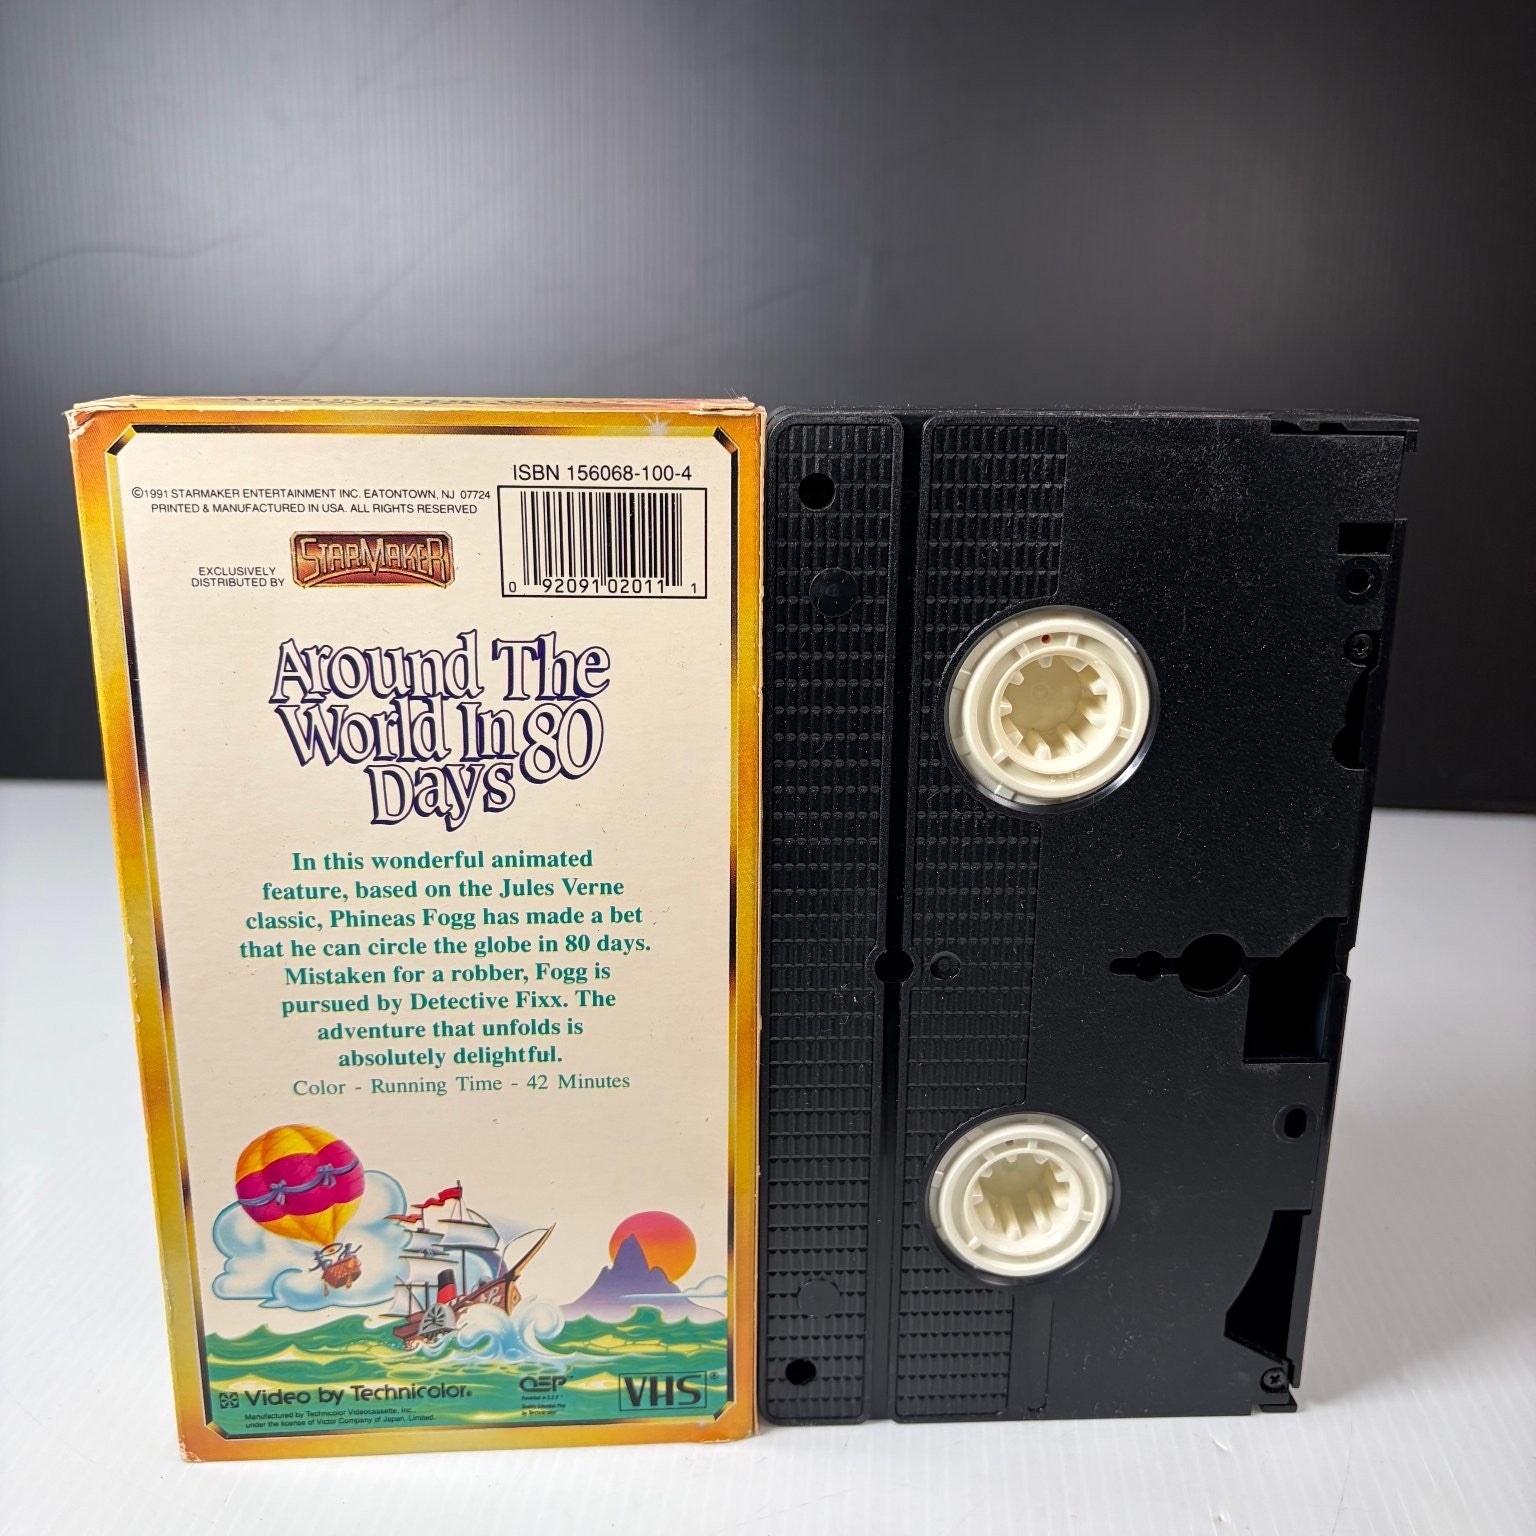 ISBN 156068-100-4
©1991 STARMAKER ENTERTAINMENT INC. EATONTOWN, NJ 07724
PRINTED & MANUFACTURED IN USA. ALL RIGHTS RESERVED
EXCLUSIVELY
DISTRIBUTED BY
STARMAKER
0 92091 02011 1
Around The
World In 80
Days
In this wonderful animated
feature, based on the Jules Verne
classic, Phineas Fogg has made a bet
that he can circle the globe in 80 days.
Mistaken for a robber, Fogg is
pursued by Detective Fixx. The
adventure that unfolds is
absolutely delightful.
Color - Running Time - 42 Minutes
Video by Technicolor®
Manufactured by Technicolor Videocassette, Inc.,
under the license of Victor Company of Japan, Limited.
QEP™
by Technicolor
VHS®